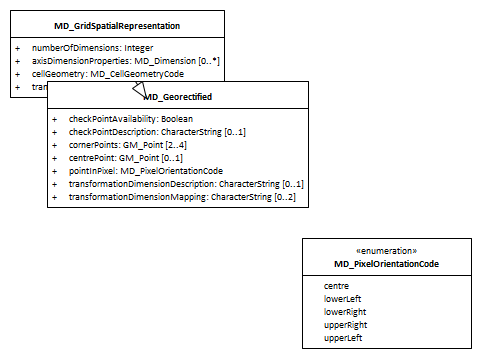 MD_GridSpatialRepresentation
+ numberOfDimensions: Integer
+ axisDimensionProperties: MD_Dimension [0..*]
+ cellGeometry: MD_CellGeometryCode
+
MD_Georectified
+ checkPointAvailability: Boolean
+ checkPointDescription: CharacterString [0..1]
+ cornerPoints: GM_Point [2..4]
+ centrePoint: GM_Point [0..1]
+ pointInPixel: MD_PixelOrientationCode
+ transformationDimensionDescription: CharacterString [0..1]
+ transformationDimensionMapping: CharacterString [0..2]
«enumeration»
MD_PixelOrientationCode
centre
lowerLeft
lowerRight
upperRight
upperLeft